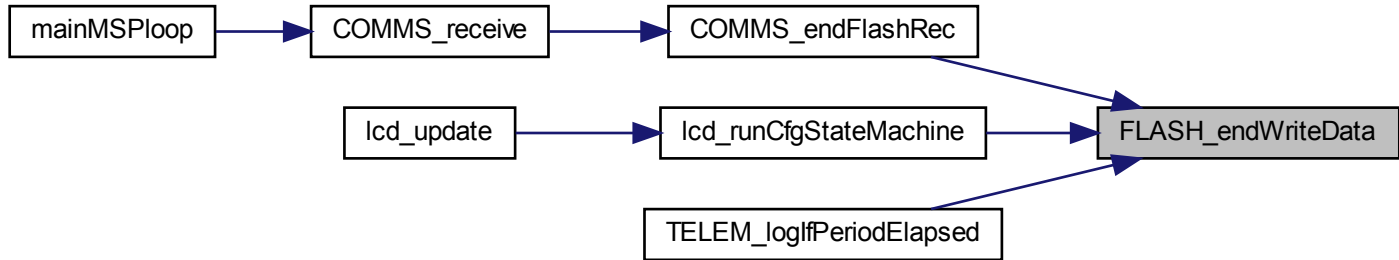 mainMSPloop
COMMS_receive
COMMS_endFlashRec
lcd_update
lcd_runCfgStateMachine
FLASH_endWriteData
TELEM_logIfPeriodElapsed